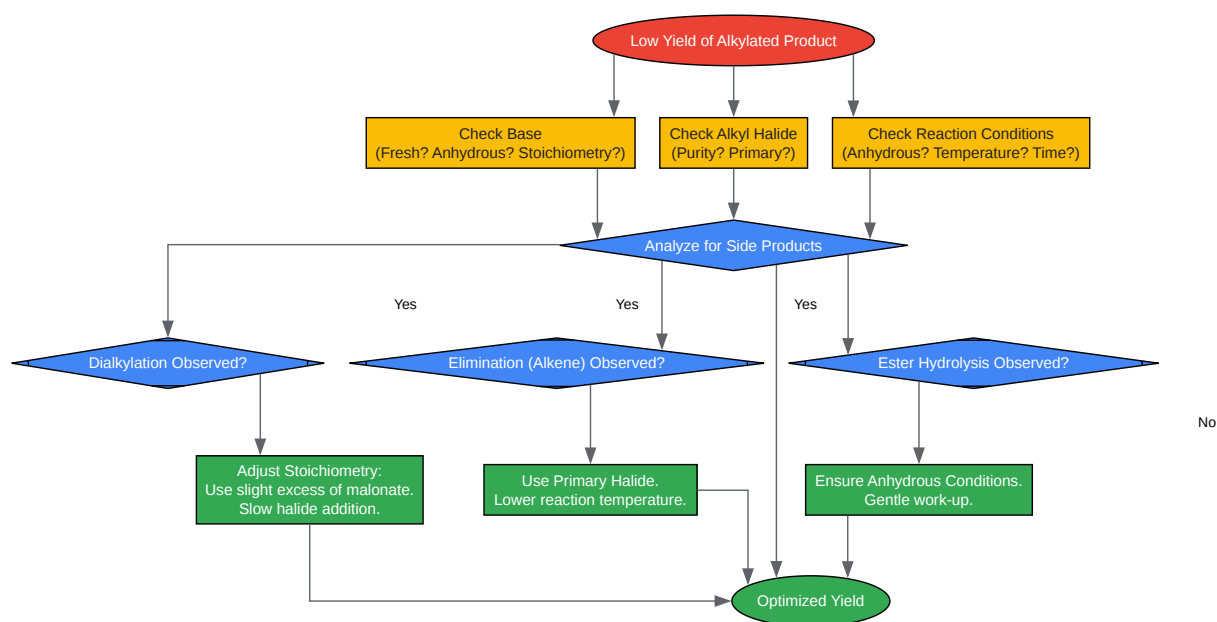 Low Yield of Alkylated Product
Check Base
(Fresh? Anhydrous? Stoichiometry?)
Check Alkyl Halide
(Purity? Primary?)
Check Reaction Conditions
(Anhydrous? Temperature? Time?)
Analyze for Side Products
Yes
Yes
Yes
Dialkylation Observed?
Elimination (Alkene) Observed?
Ester Hydrolysis Observed?
No
Adjust Stoichiometry:
Use slight excess of malonate.
Slow halide addition.
Use Primary Halide.
Lower reaction temperature.
Ensure Anhydrous Conditions.
Gentle work-up.
Optimized Yield